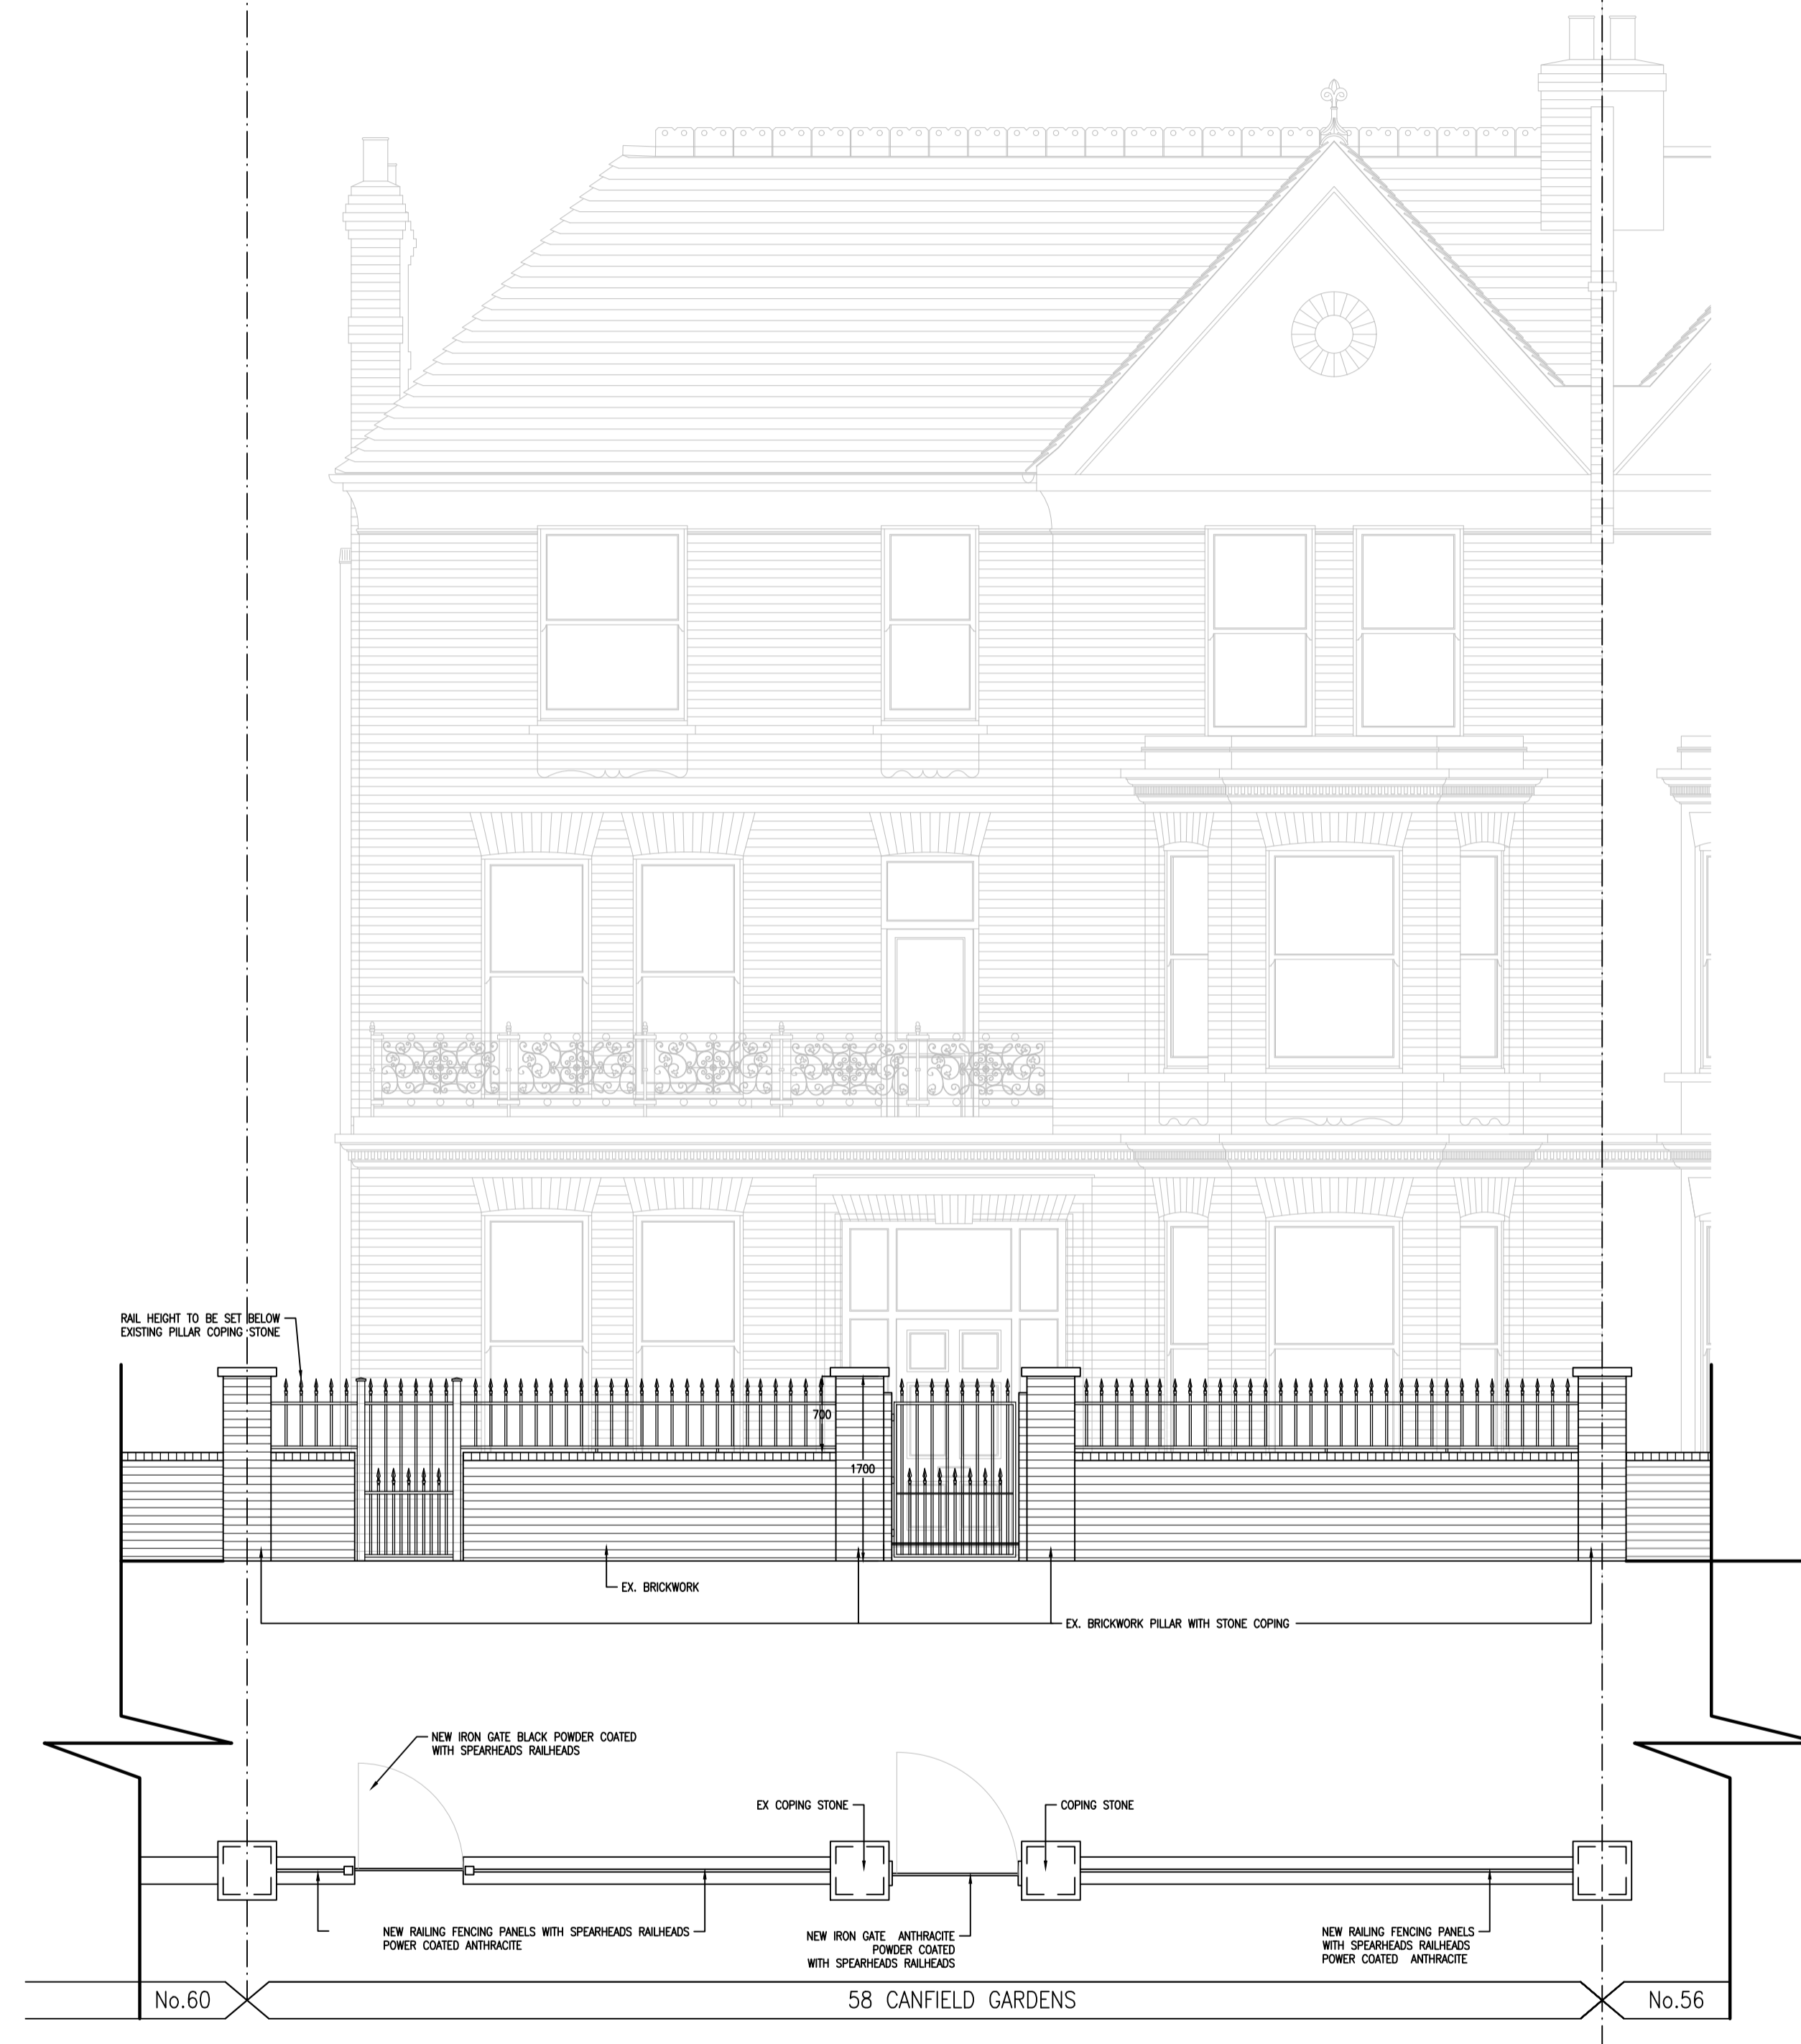 RAIL HEIGHT TO BE SET BELOW
EXISTING PILLAR COPING STONE
700
1700
EX. BRICKWORK
EX. BRICKWORK PILLAR WITH STONE COPING
NEW IRON GATE BLACK POWDER COATED
WITH SPEARHEADS RAILHEADS
EX COPING STONE
COPING STONE
NEW RAILING FENCING PANELS WITH SPEARHEADS RAILHEADS
POWER COATED ANTHRACITE
NEW IRON GATE ANTHRACITE
POWDER COATED
WITH SPEARHEADS RAILHEADS
NEW RAILING FENCING PANELS
WITH SPEARHEADS RAILHEADS
POWER COATED ANTHRACITE
No.60
58 CANFIELD GARDENS
No.56